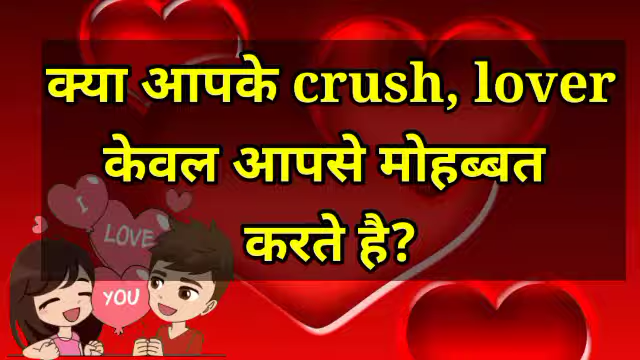 क्या आपके crush, lover
केवल आपसे मोहब्बत
करते है?
I
LOVE
YOU